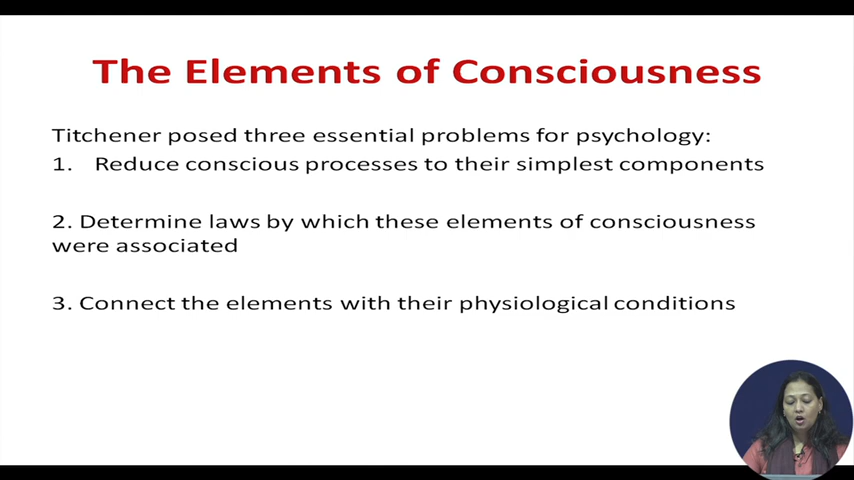 The Elements of Consciousness
Titchener posed three essential problems for psychology:
1. Reduce conscious processes to their simplest components
2. Determine laws by which these elements of consciousness
were associated
3. Connect the elements with their physiological conditions